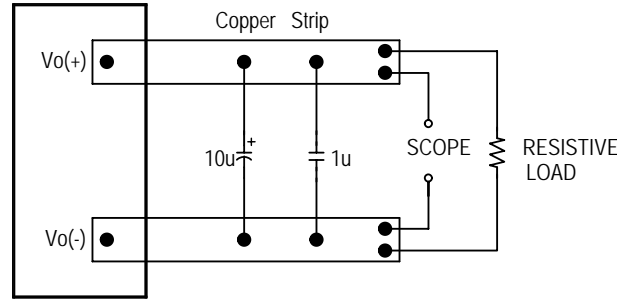 Copper Strip
Vo(+)
+
10u
1u
SCOPE
RESISTIVE
LOAD
Vo(-)